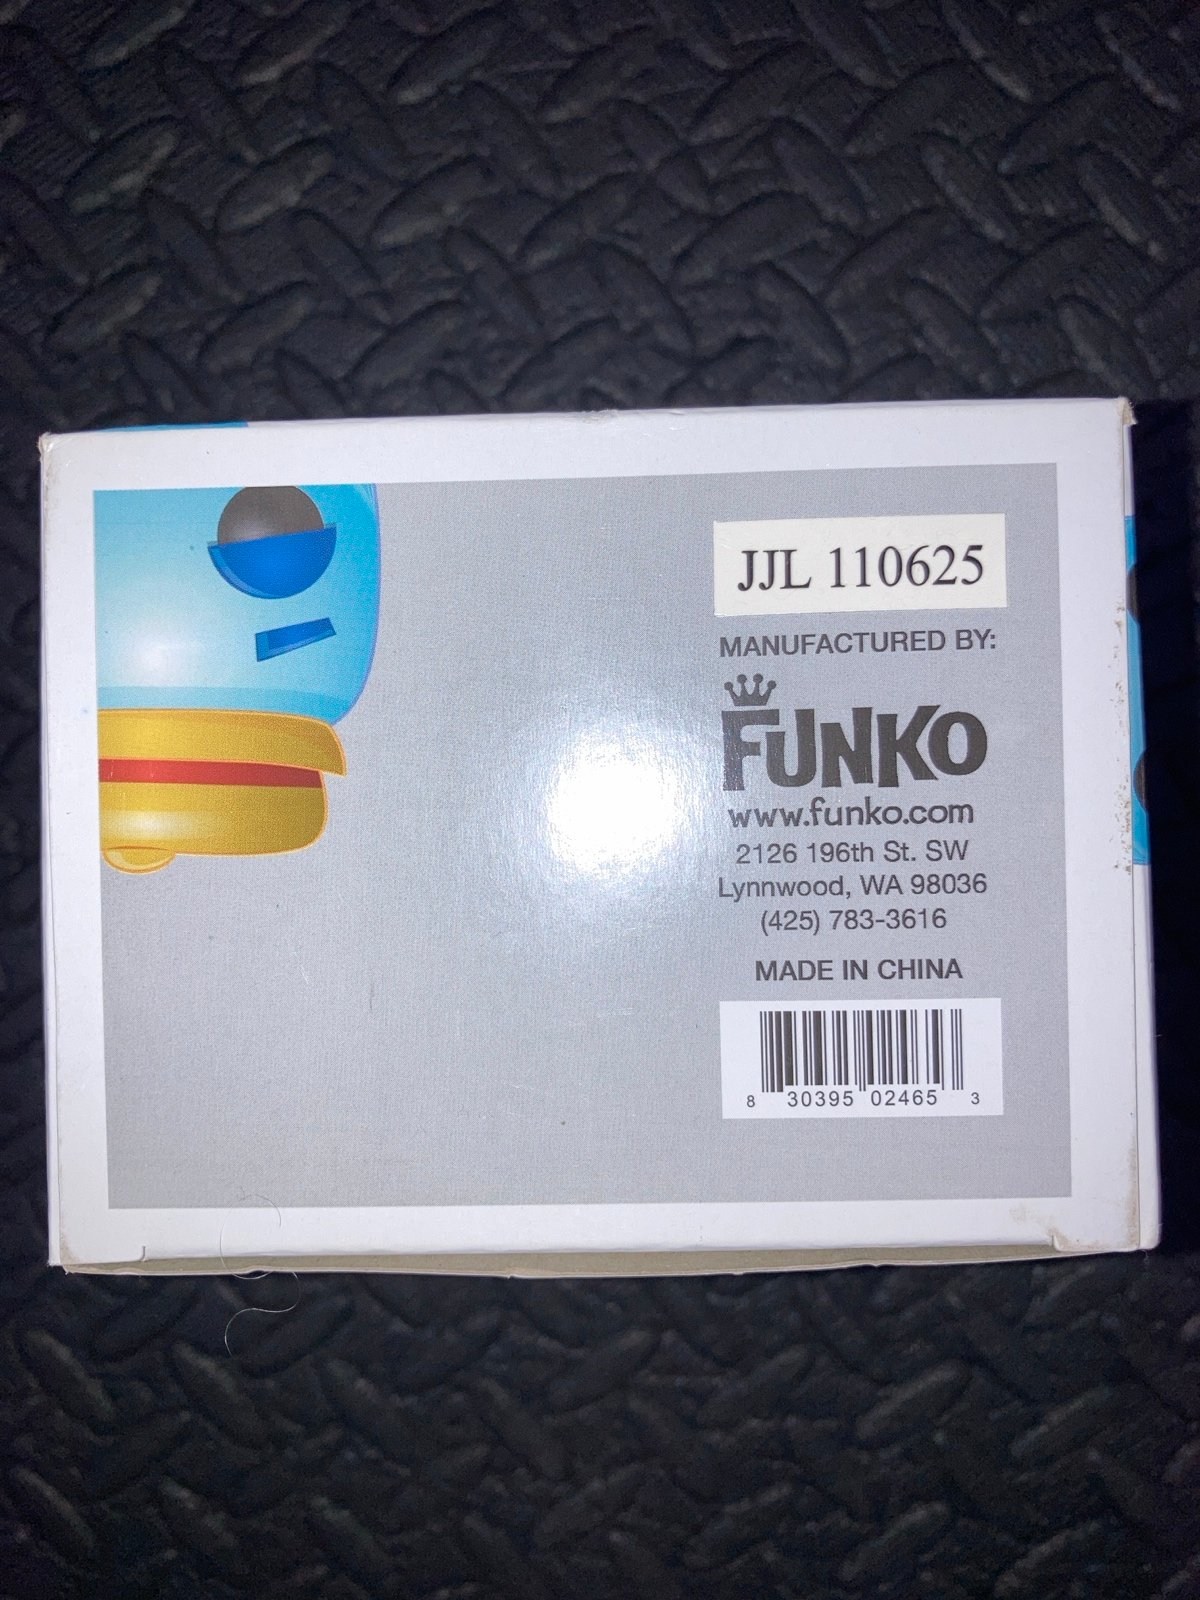 JJL 110625
MANUFACTURED BY:
FUNKO
www.funko.com
2126 196th St. SW
Lynnwood, WA 98036
(425) 783-3616
MADE IN CHINA
8 30395 02465 3